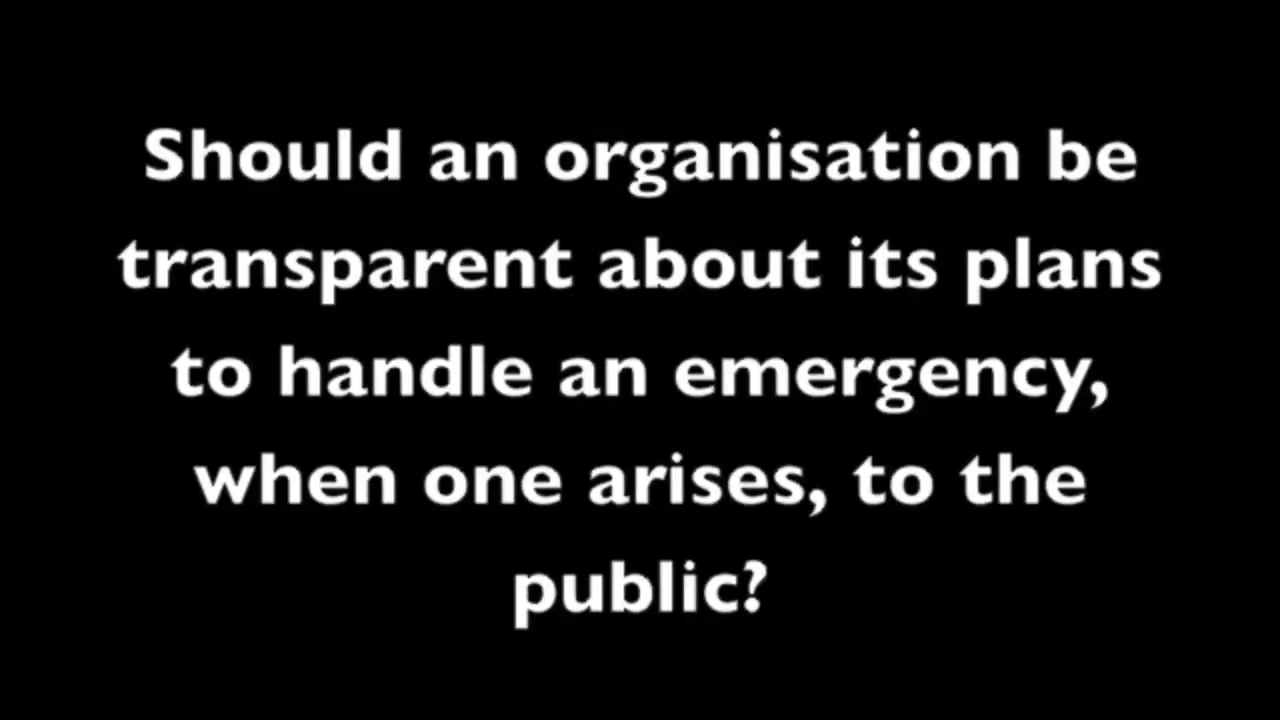 Should an organisation be
transparent about its plans
to handle an emergency,
when one arises, to the
public?